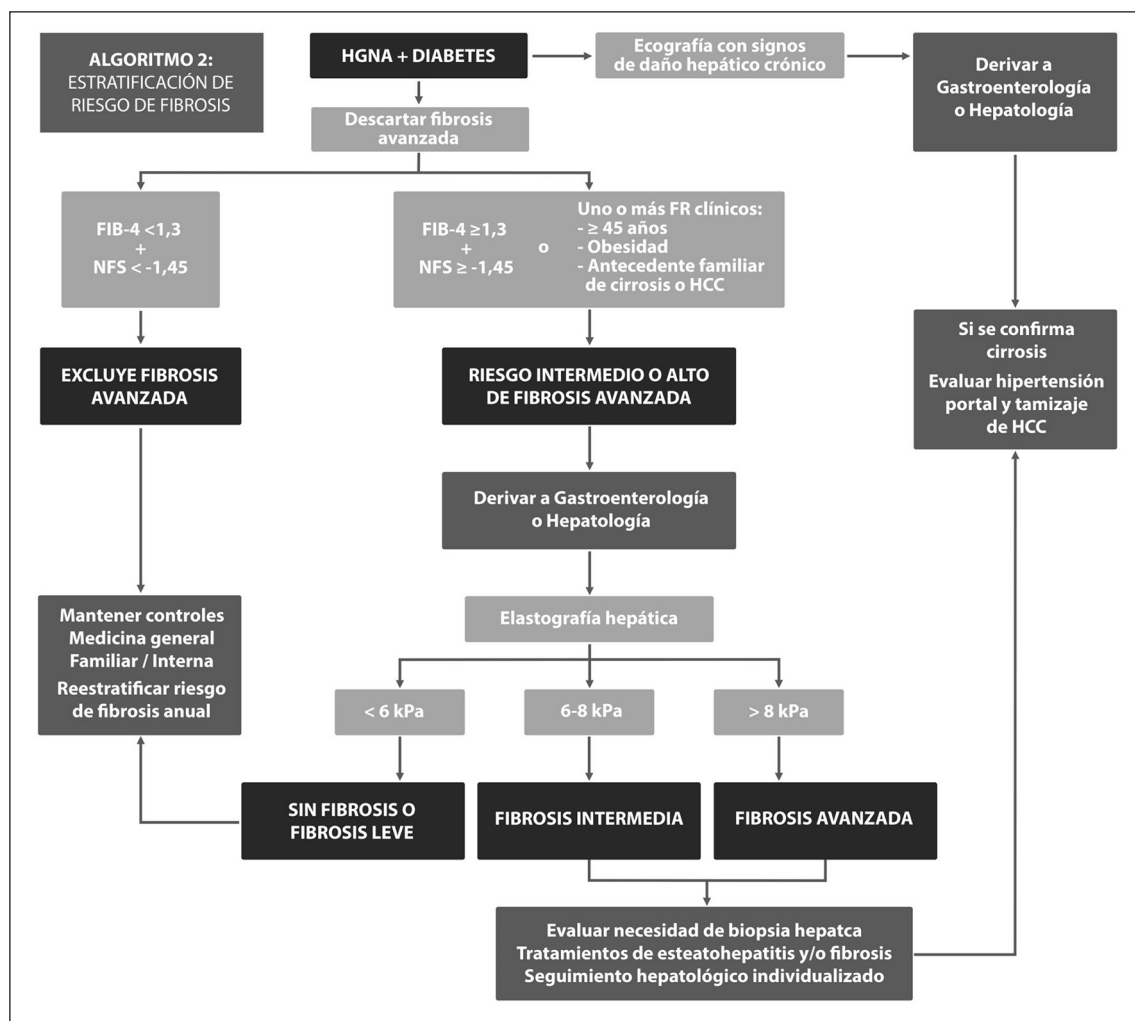 ALGORITMO 2:
ESTRATIFICACIÓN DE
RIESGO DE FIBROSIS
HGNA + DIABETES
Ecografía con signos
de daño hepático crónico
Derivar a
Gastroenterología
o Hepatología
Descartar fibrosis
avanzada
FIB-4 <1,3
+
NFS < -1,45
FIB-4 ≥1,3
+
NFS ≥ -1,45
o
Uno o más FR clínicos:
- ≥ 45 años
- Obesidad
- Antecedente familiar
de cirrosis o HCC
Si se confirma
cirrosis
Evaluar hipertensión
portal y tamizaje
de HCC
EXCLUYE FIBROSIS
AVANZADA
RIESGO INTERMEDIO O ALTO
DE FIBROSIS AVANZADA
Derivar a Gastroenterología
o Hepatología
Elastografía hepática
Mantener controles
Medicina general
Familiar / Interna
Reestratificar riesgo
de fibrosis anual
< 6 kPa
6-8 kPa
> 8 kPa
SIN FIBROSIS O
FIBROSIS LEVE
FIBROSIS INTERMEDIA
FIBROSIS AVANZADA
Evaluar necesidad de biopsia hepatca
Tratamientos de esteatohepatitis y/o fibrosis
Seguimiento hepatológico individualizado